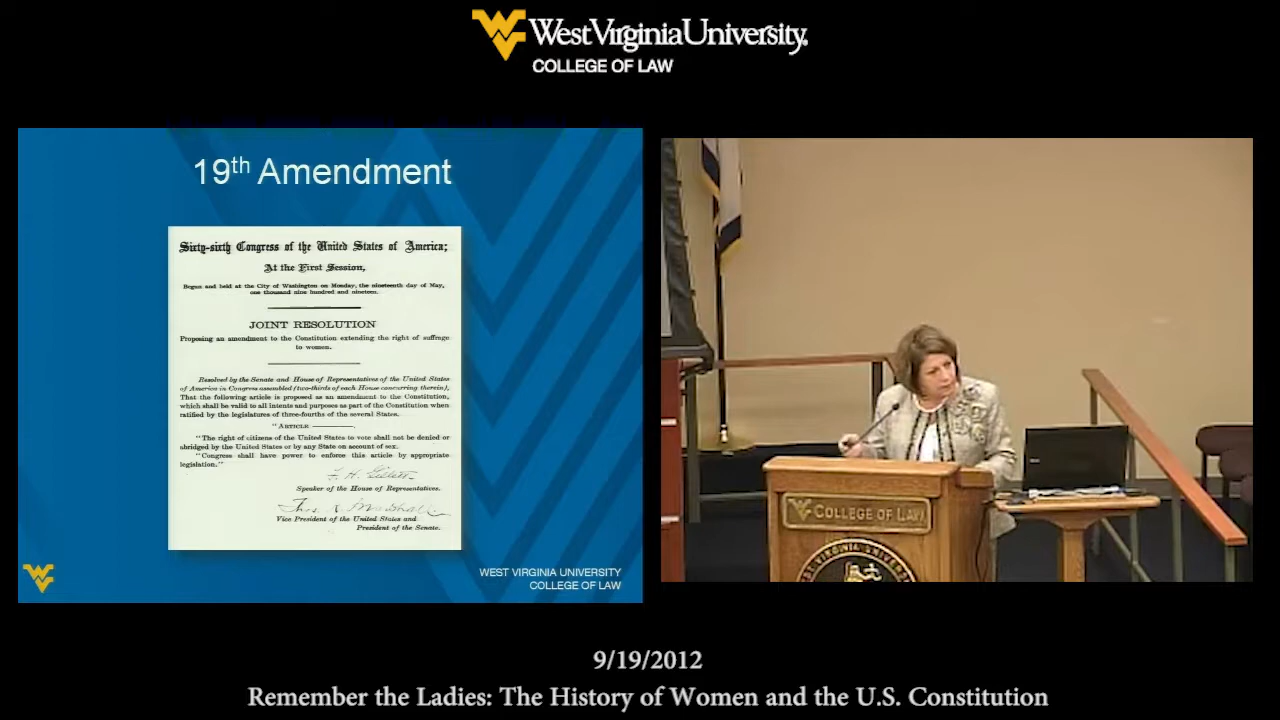 West Virginia University.
COLLEGE OF LAW
19th Amendment
Sixty-sixth Congress of the United States of America;
At the First Session,
Begun and held at the City of Washington on Monday, the nineteenth day of May,
one thousand nine hundred and nineteen.
JOINT RESOLUTION
Proposing an amendment to the Constitution extending the right of suffrage
to women.
Resolved by the Senate and House of Representatives of the United States
of America in Congress assembled (two-thirds of each House concurring therein),
That the following article is proposed as an amendment to the Constitution,
which shall be valid to all intents and purposes as part of the Constitution when
ratified by the legislatures of three-fourths of the several States.
"ARTICLE ———.
"The right of citizens of the United States to vote shall not be denied or
abridged by the United States or by any State on account of sex.
"Congress shall have power to enforce this article by appropriate
legislation."
Speaker of the House of Representatives.
Vice President of the United States and
President of the Senate.
WEST VIRGINIA UNIVERSITY
COLLEGE OF LAW
COLLEGE OF LAW
WEST VIRGINIA UNIVERSITY
9/19/2012
Remember the Ladies: The History of Women and the U.S. Constitution